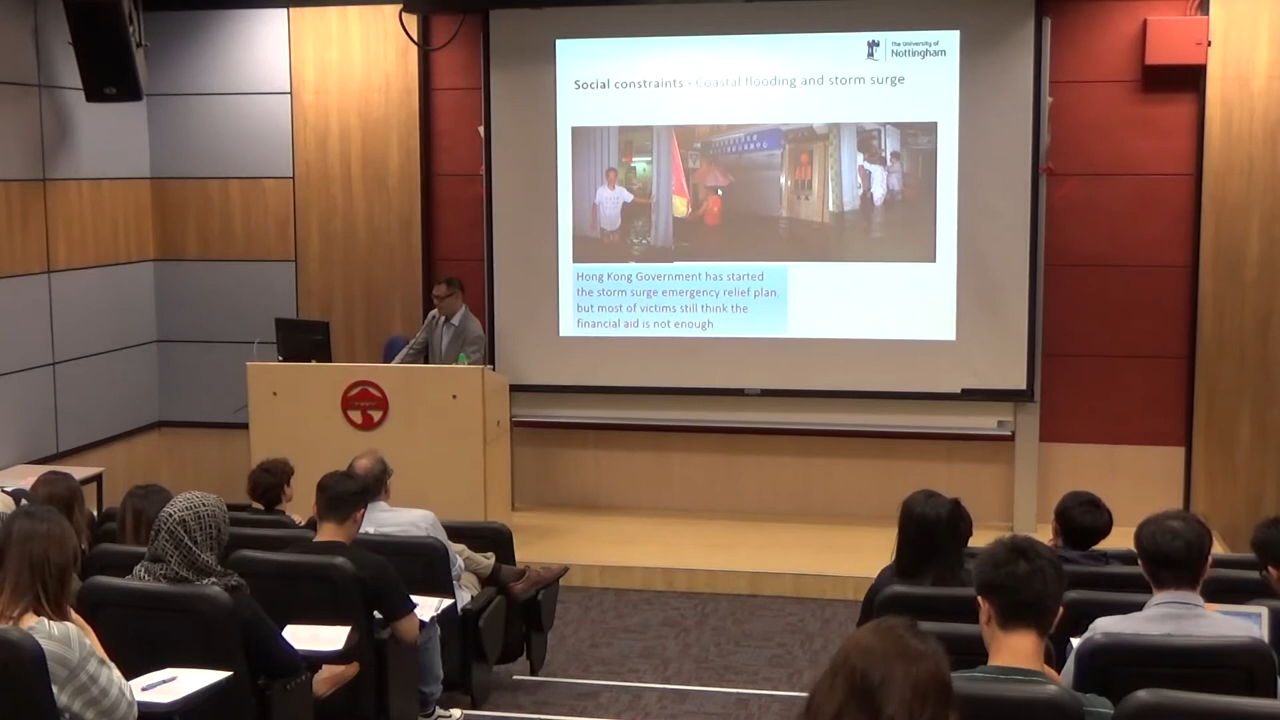 The University of
Nottingham
Social constraints - Coastal flooding and storm surge
Hong Kong Government has started
the storm surge emergency relief plan,
but most of victims still think the
financial aid is not enough